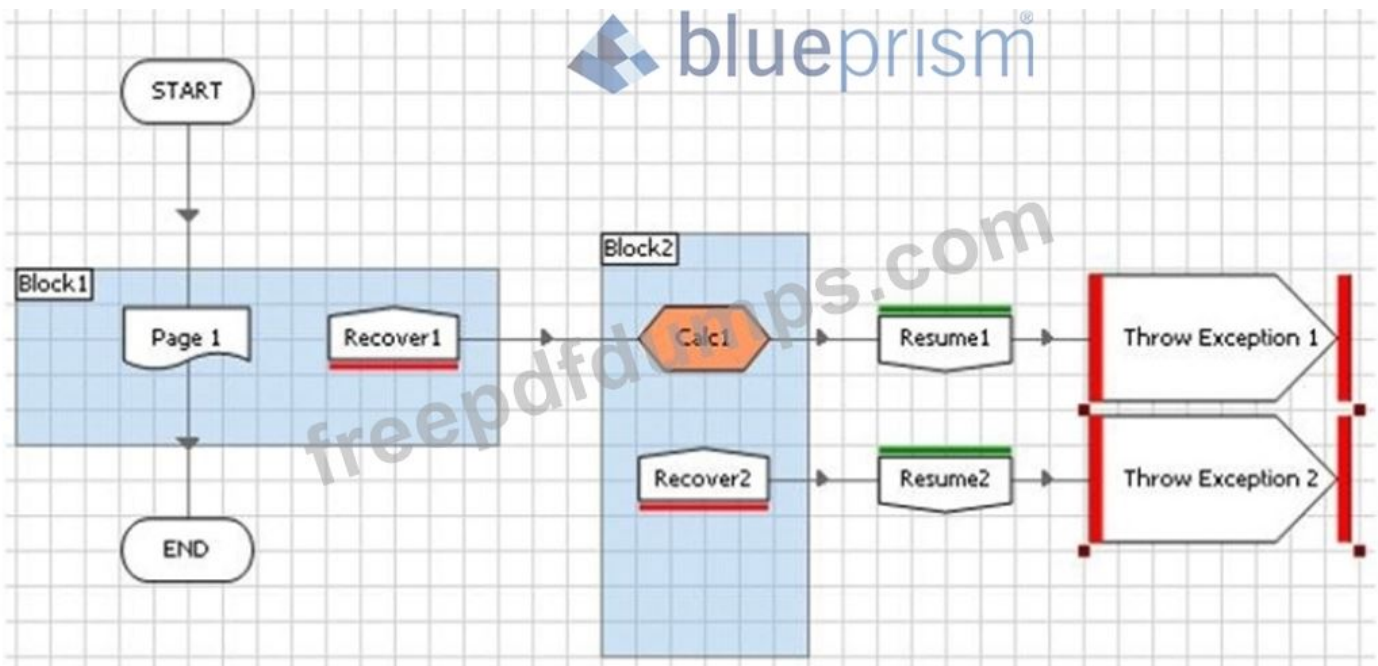 blueprism®
START
Block1
Page 1
Recover1
Block2
Calc1
Resume1
Throw Exception 1
Recover2
Resume2
Throw Exception 2
END
freepdfdumps.com